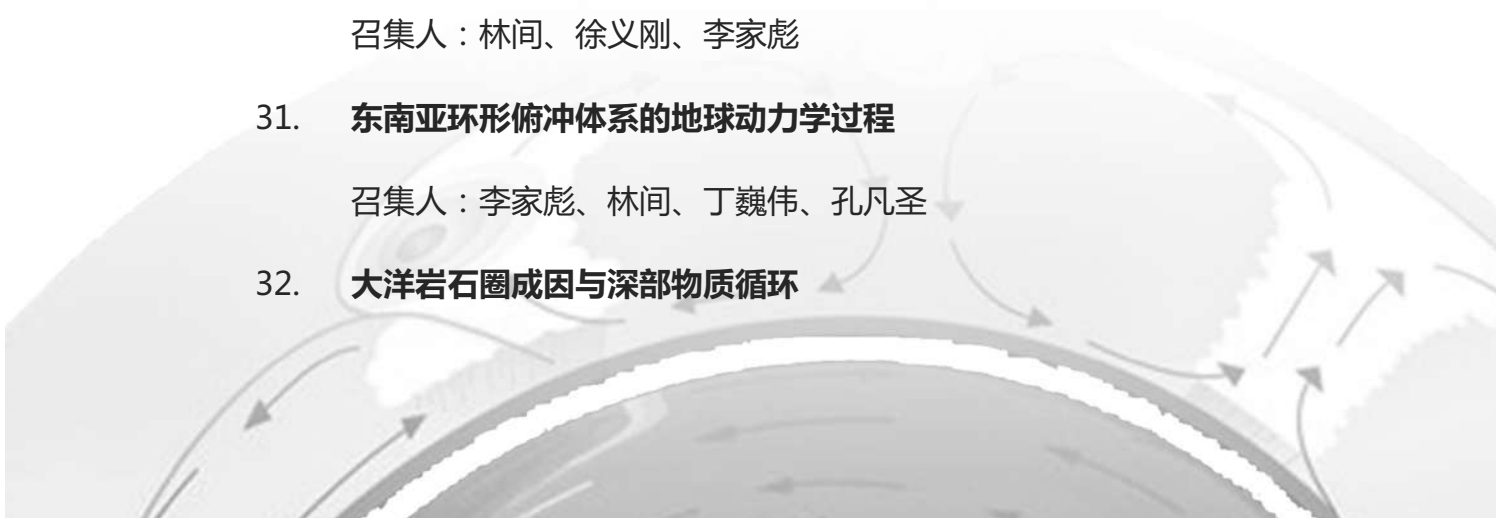 召集人：林间、徐义刚、李家彪
31. 东南亚环形俯冲体系的地球动力学过程
召集人：李家彪、林间、丁巍伟、孔凡圣
32. 大洋岩石圈成因与深部物质循环